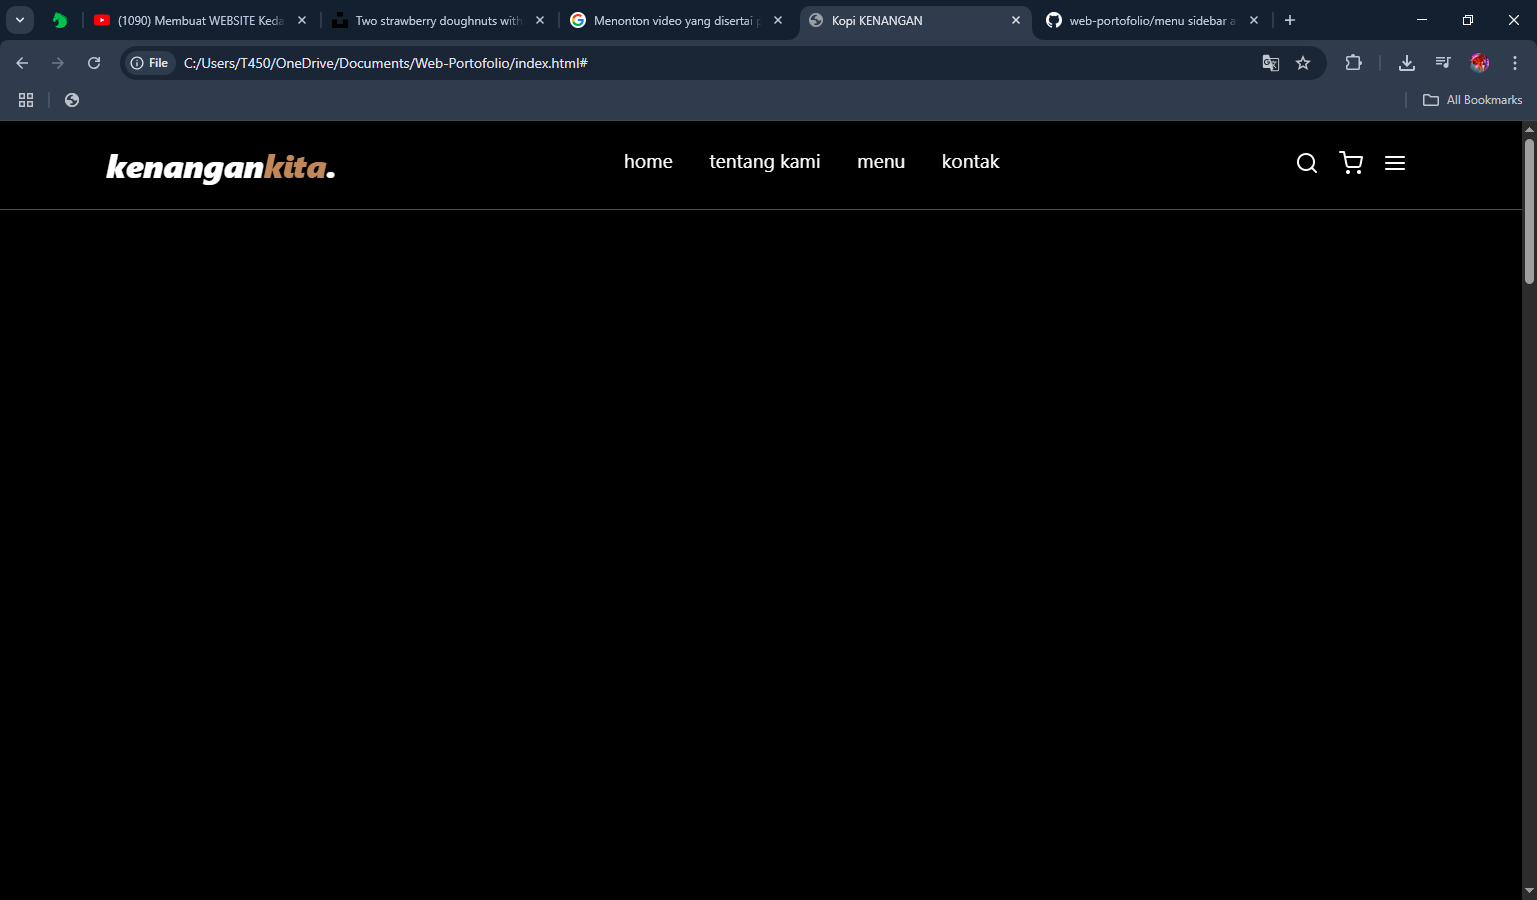 (1090) Membuat WEBSITE Keda
Two strawberry doughnuts with
Menonton video yang disertai p
Kopi KENANGAN
web-portofolio/menu sidebar a
File
C:/Users/T450/OneDrive/Documents/Web-Portofolio/index.html#
All Bookmarks
kenangankita.
home
tentang kami
menu
kontak